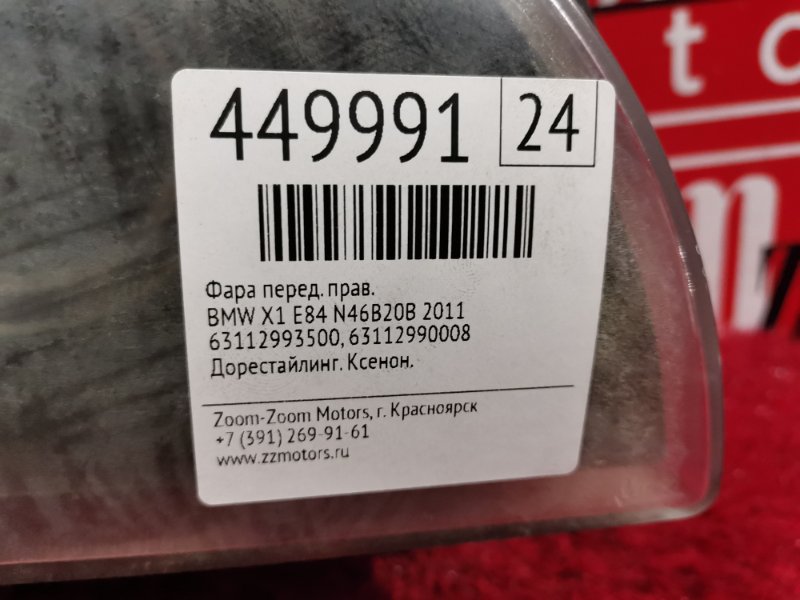 449991 24
Фара перед. прав.
BMW X1 E84 N46B20B 2011
63112993500, 63112990008
Дорестайлинг. Ксенон.
Zoom-Zoom Motors, г. Красноярск
+7 (391) 269-91-61
www.zzmotors.ru